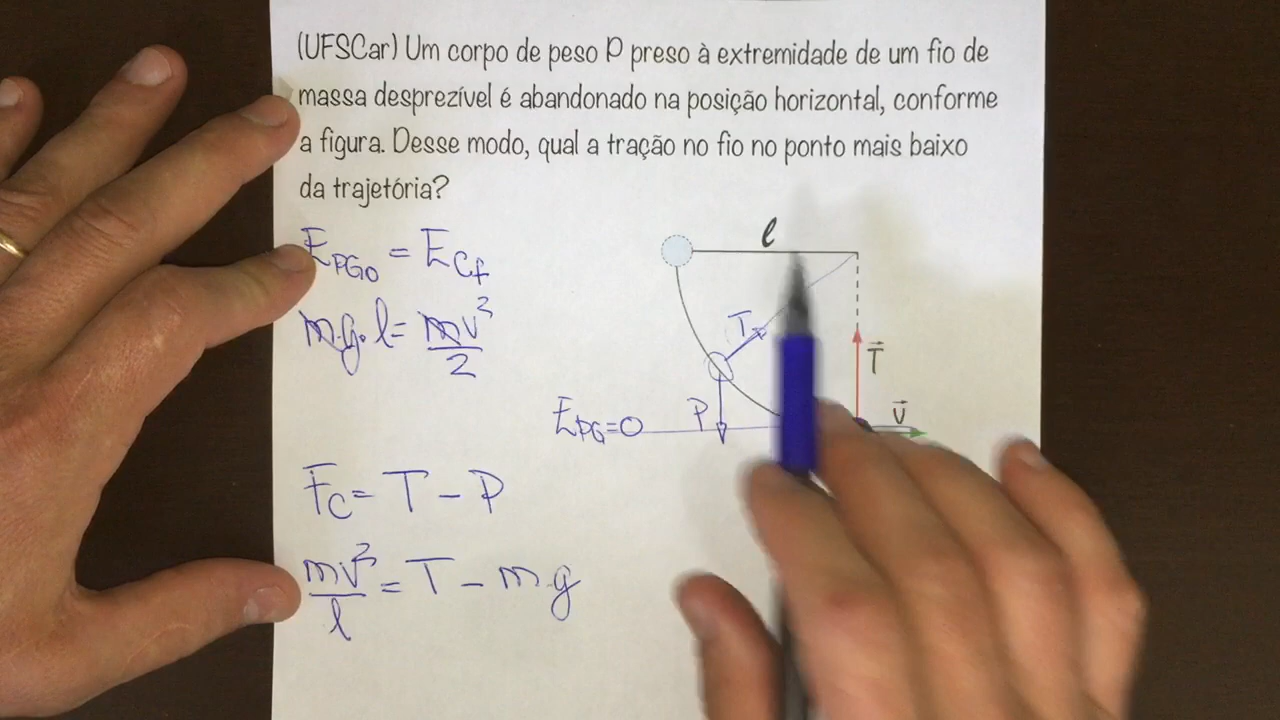 (UFSCar) Um corpo de peso P preso à extremidade de um fio de
massa desprezível é abandonado na posição horizontal, conforme
a figura. Desse modo, qual a tração no fio no ponto mais baixo
da trajetória?
E_PG0 = E_Cf
m.g.l = mv²/2
l
T
P
T
v
E_PG=0
F_C = T - P
mv²/l = T - m.g